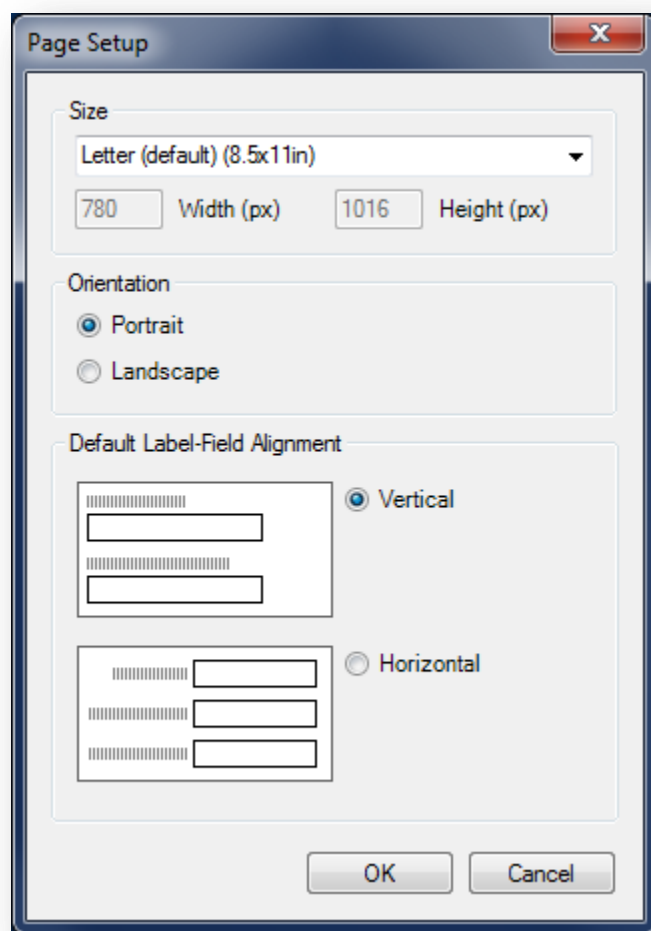 Page Setup
Size
Letter (default) (8.5x11in)
780 Width (px) 1016 Height (px)
Orientation
Portrait
Landscape
Default Label-Field Alignment
Vertical
Horizontal
OK Cancel